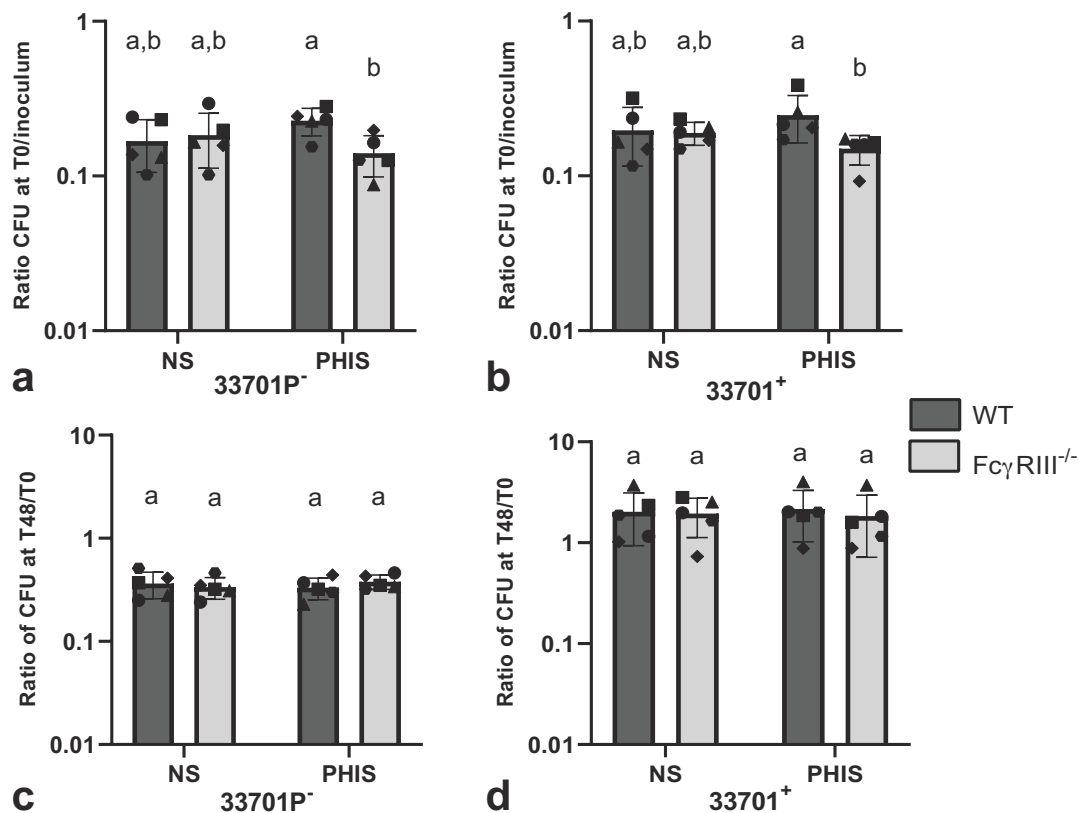 1
a,b
a,b
a
b
0.1
0.01
Ratio CFU at T0/inoculum
NS
PHIS
33701P-
a
1
a,b
a,b
a
b
0.1
0.01
Ratio CFU at T0/inoculum
NS
PHIS
33701+
b
WT
FcγRIII-/-
10
a
a
a
a
1
0.1
0.01
Ratio of CFU at T48/T0
NS
PHIS
33701P-
c
10
a
a
a
a
1
0.1
0.01
Ratio of CFU at T48/T0
NS
PHIS
33701+
d